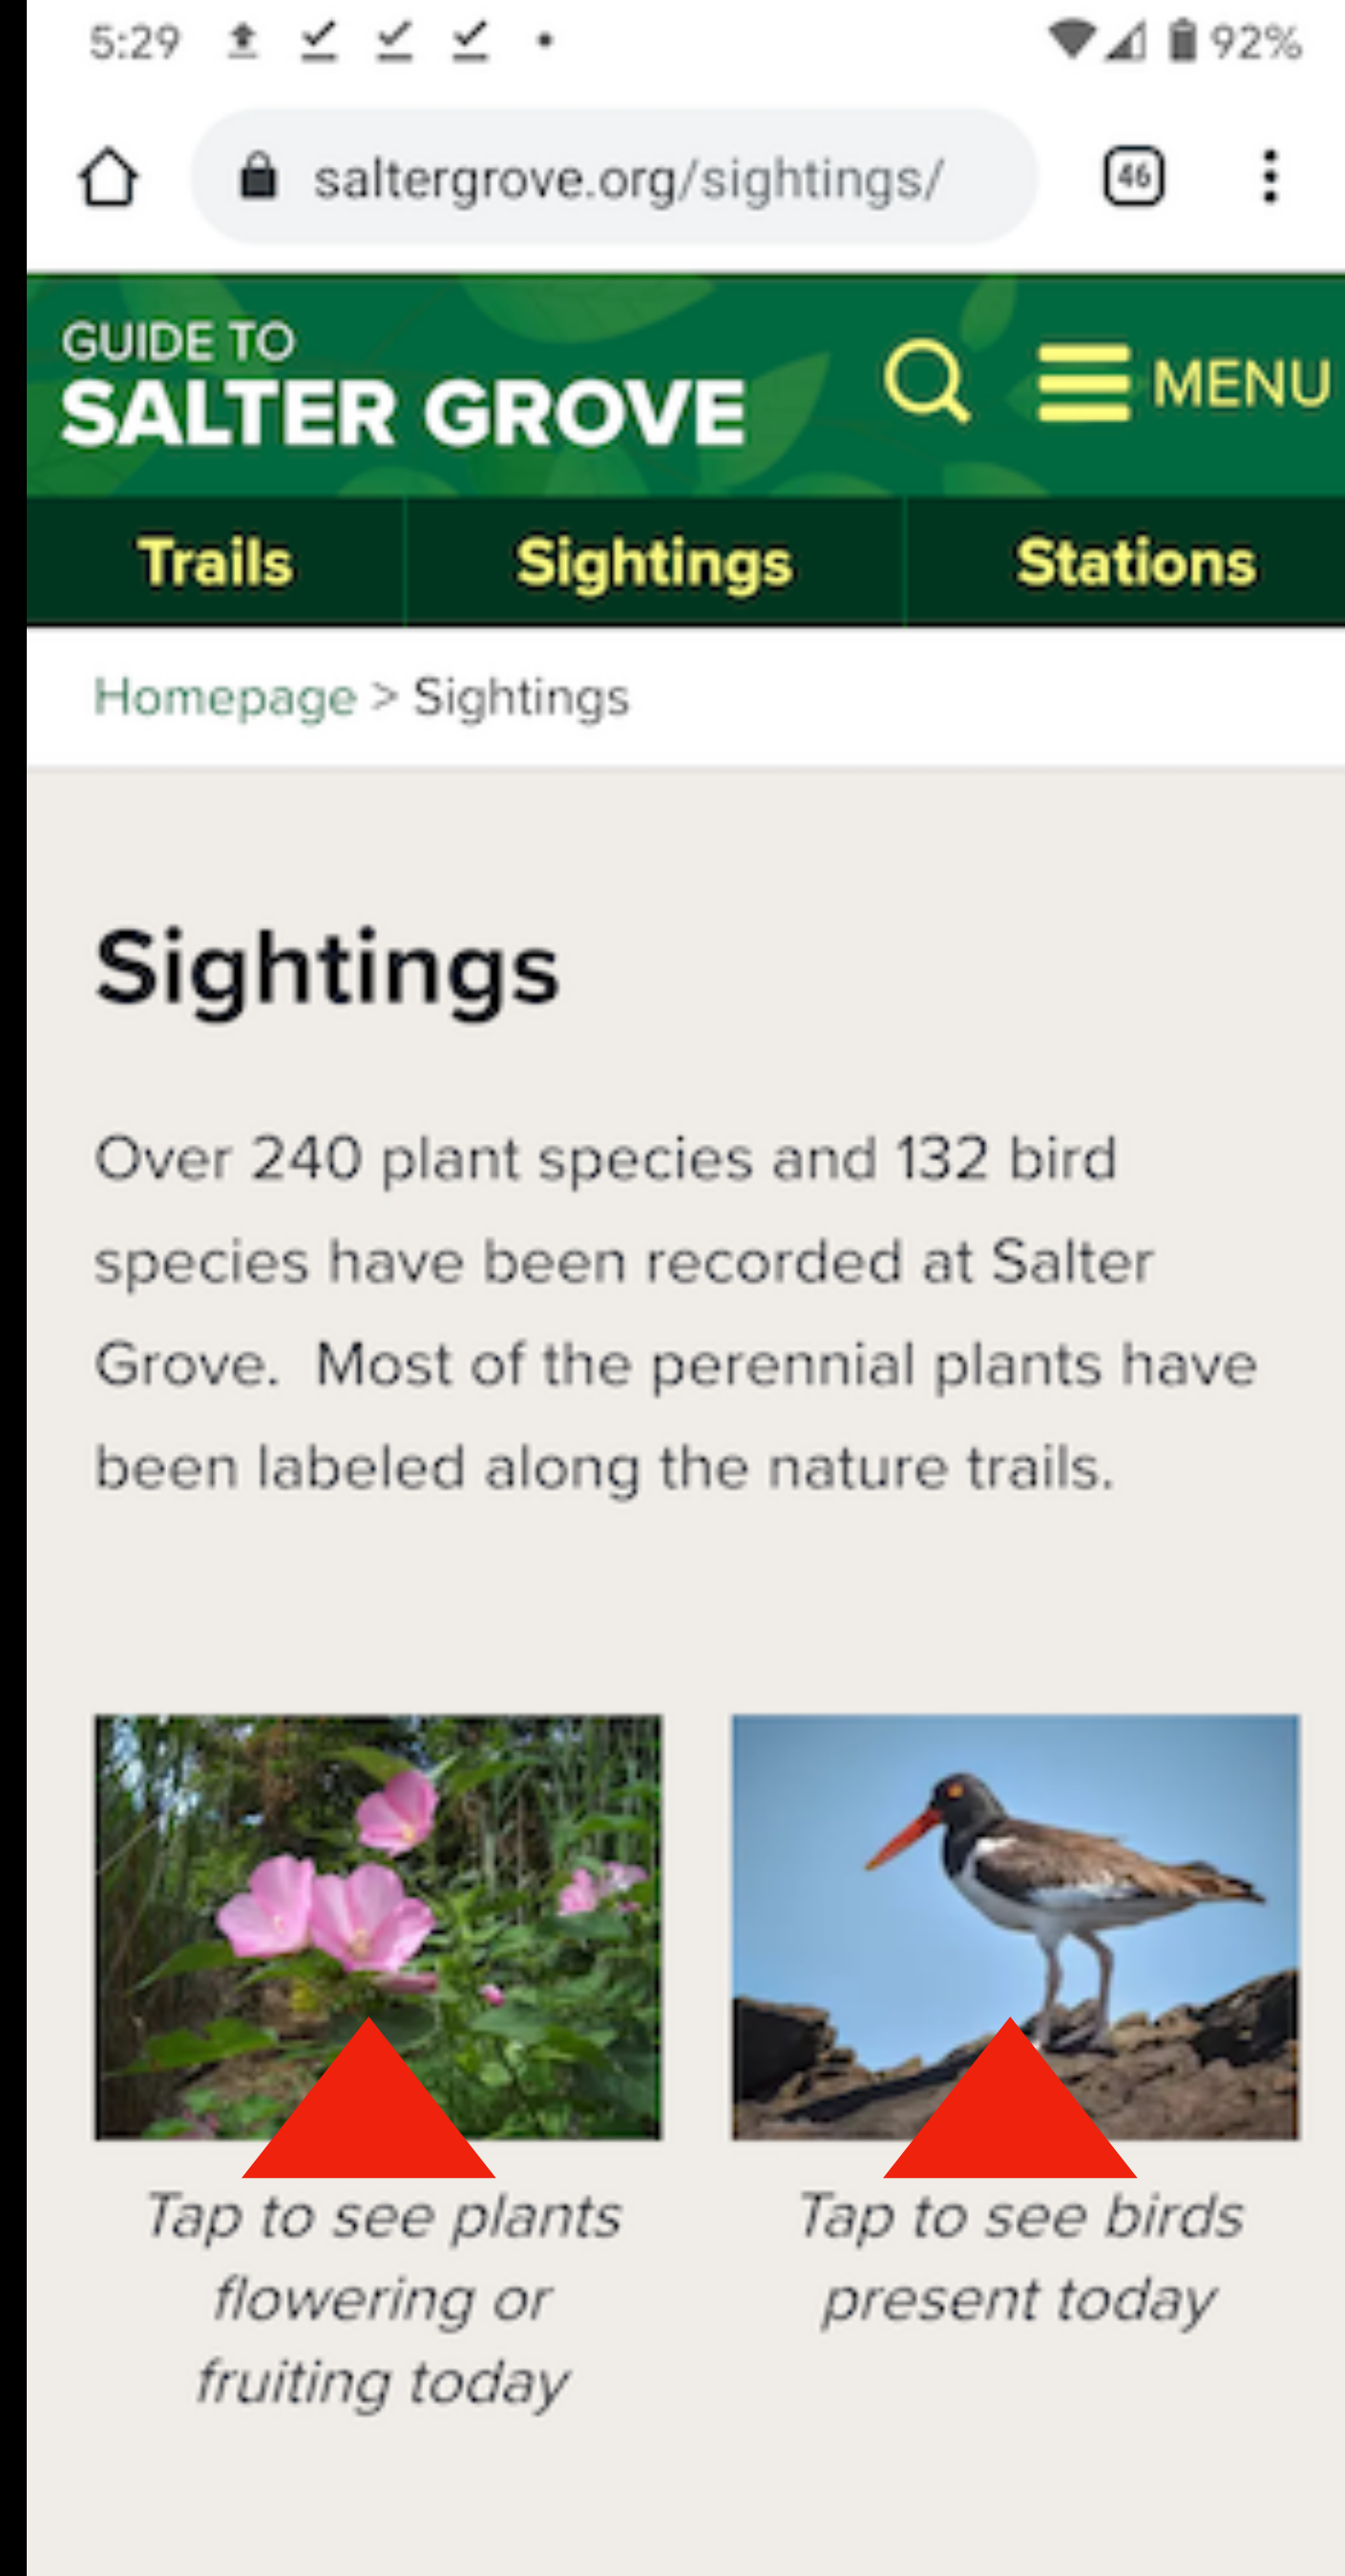 5:29 92%
saltergrove.org/sightings/ 46
GUIDE TO
SALTER GROVE MENU
Trails Sightings Stations
Homepage > Sightings
Sightings
Over 240 plant species and 132 bird
species have been recorded at Salter
Grove.  Most of the perennial plants have
been labeled along the nature trails.
Tap to see plants
flowering or
fruiting today
Tap to see birds
present today